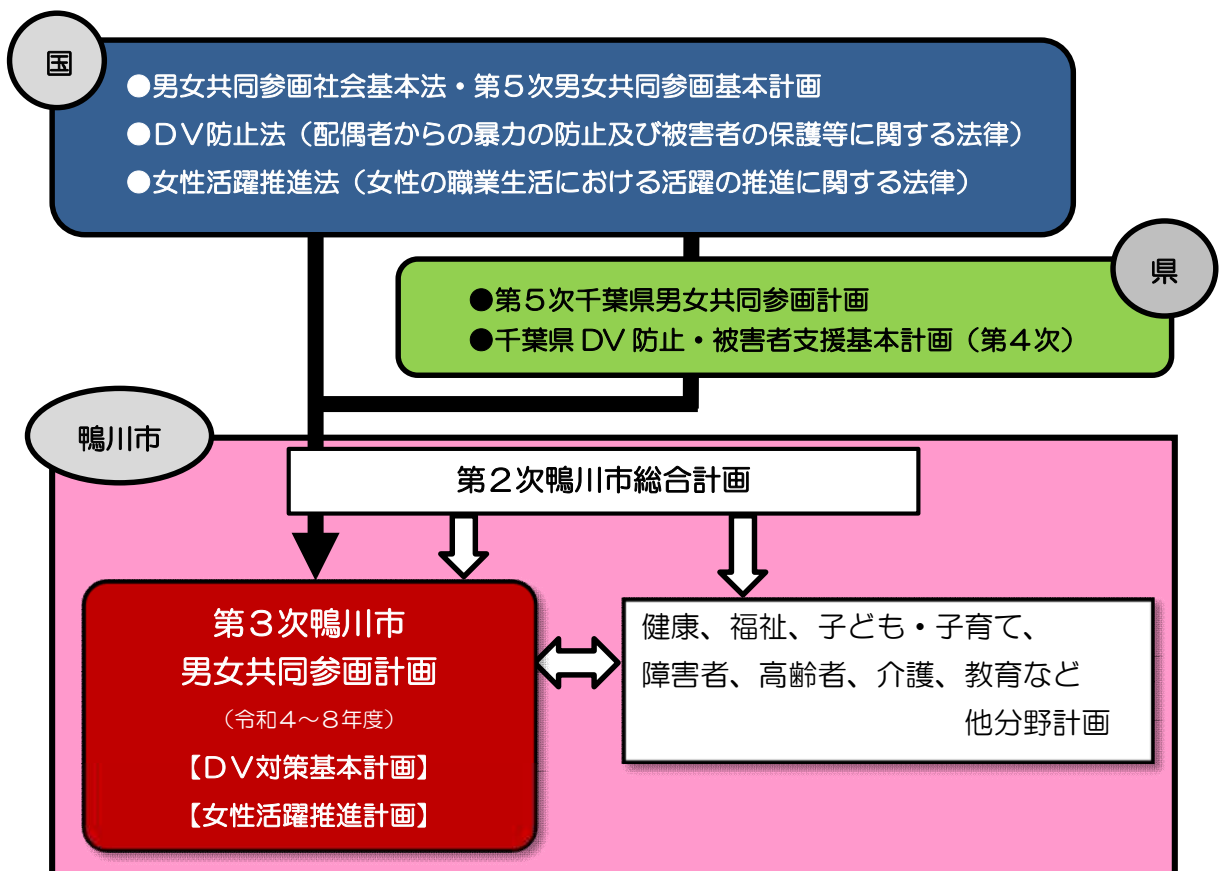 国
●男女共同参画社会基本法・第５次男女共同参画基本計画
●ＤＶ防止法（配偶者からの暴力の防止及び被害者の保護等に関する法律）
●女性活躍推進法（女性の職業生活における活躍の推進に関する法律）
県
●第５次千葉県男女共同参画計画
●千葉県 DV 防止・被害者支援基本計画（第４次）
鴨川市
第２次鴨川市総合計画
第３次鴨川市
男女共同参画計画
（令和４～８年度）
【ＤＶ対策基本計画】
【女性活躍推進計画】
健康、福祉、子ども・子育て、
障害者、高齢者、介護、教育など
他分野計画